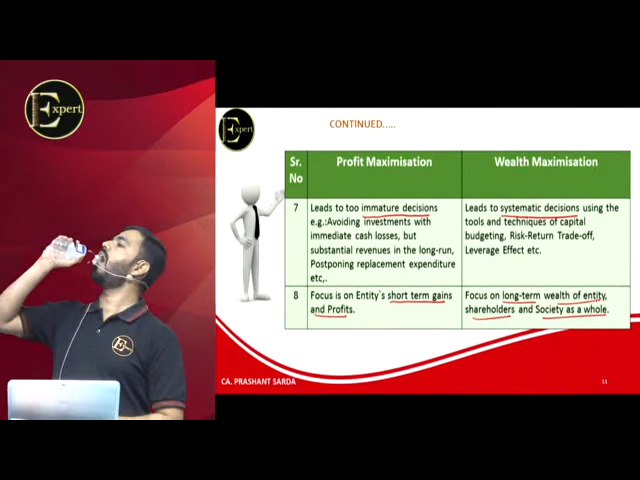 Expert
Expert
CONTINUED.....
Sr. No
Profit Maximisation
Wealth Maximisation
7
Leads to too immature decisions
e.g.:Avoiding investments with
immediate cash losses, but
substantial revenues in the long-run,
Postponing replacement expenditure
etc,.
Leads to systematic decisions using the
tools and techniques of capital
budgeting, Risk-Return Trade-off,
Leverage Effect etc.
8
Focus is on Entity`s short term gains
and Profits.
Focus on long-term wealth of entity,
shareholders and Society as a whole.
CA. PRASHANT SARDA
11